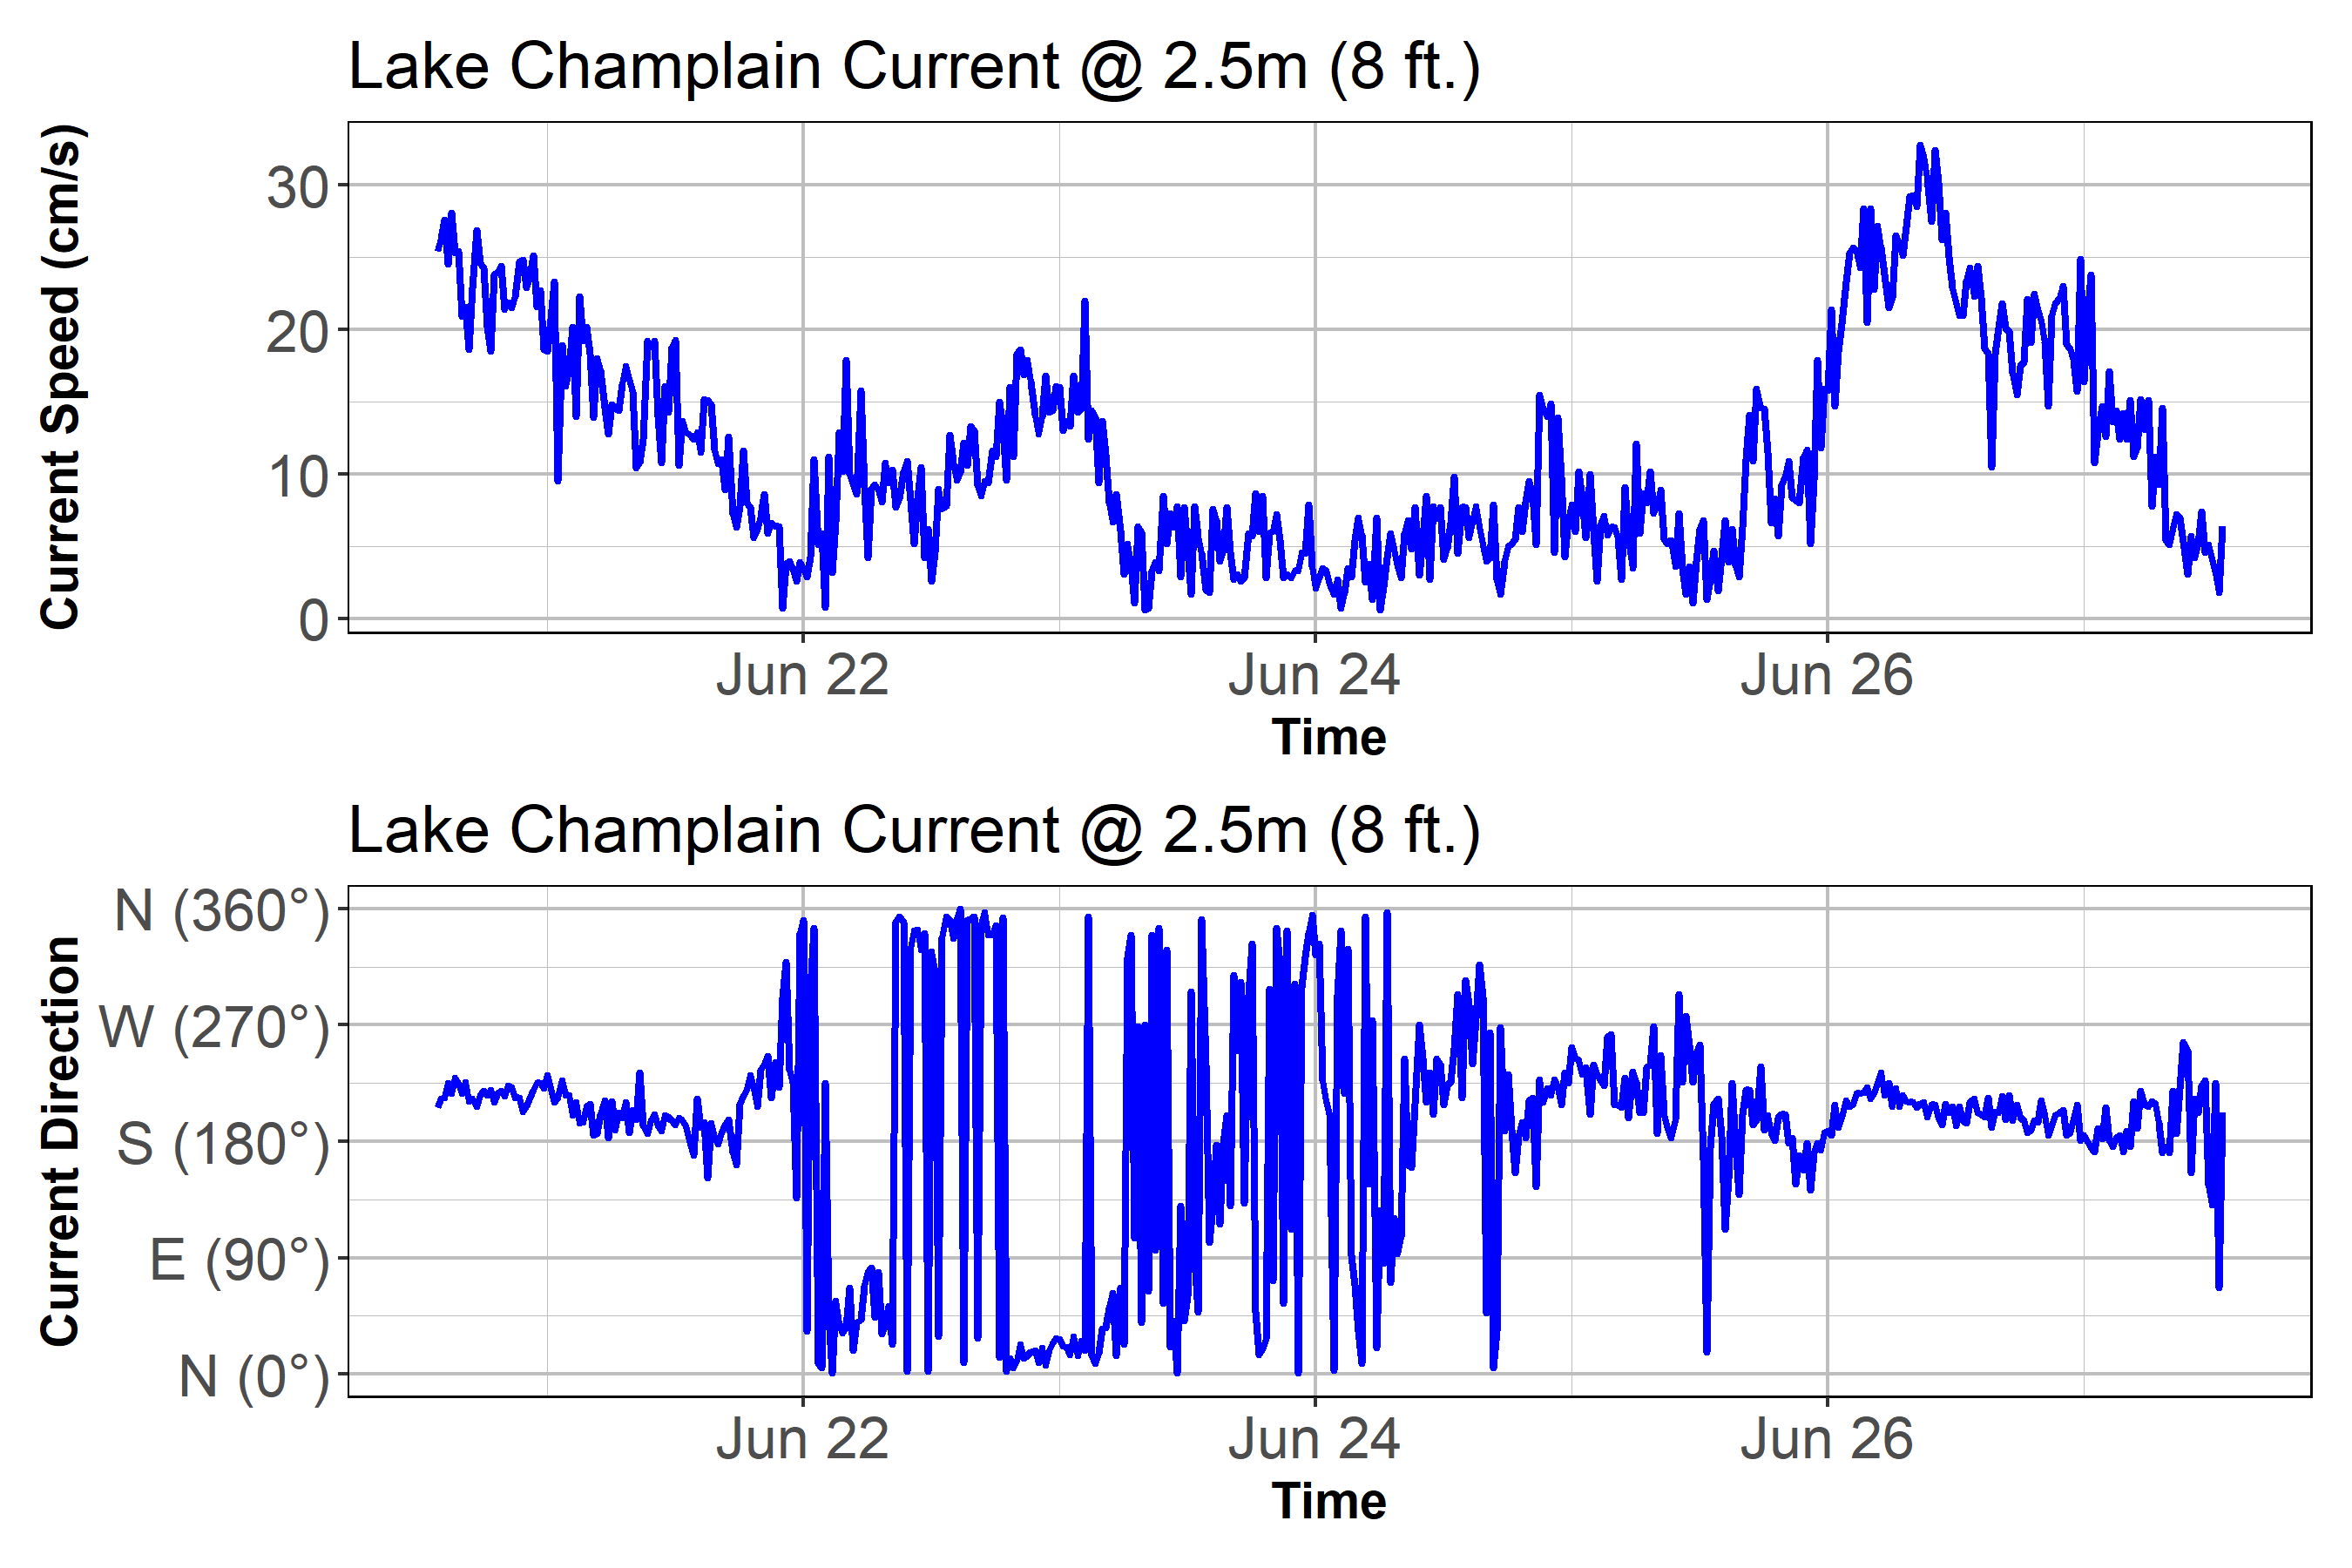 Lake Champlain Current @ 2.5m (8 ft.)
Current Speed (cm/s)
30
20
10
0
Jun 22 Jun 24 Jun 26
Time
Lake Champlain Current @ 2.5m (8 ft.)
Current Direction
N (360°)
W (270°)
S (180°)
E (90°)
N (0°)
Jun 22 Jun 24 Jun 26
Time